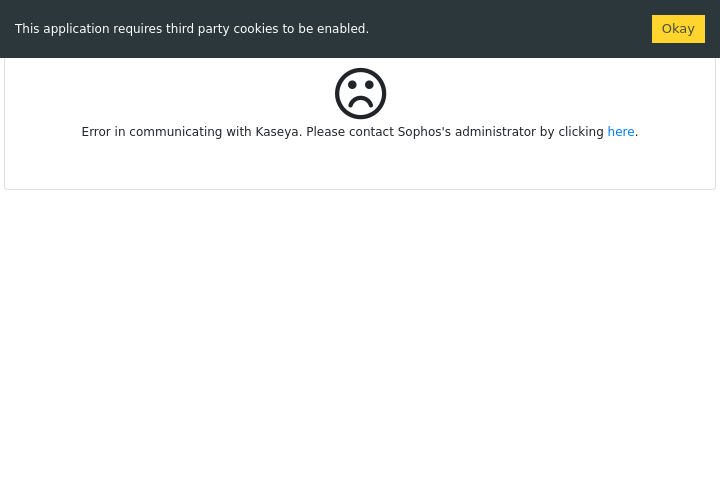 This application requires third party cookies to be enabled.
Okay
Error in communicating with Kaseya. Please contact Sophos's administrator by clicking here.